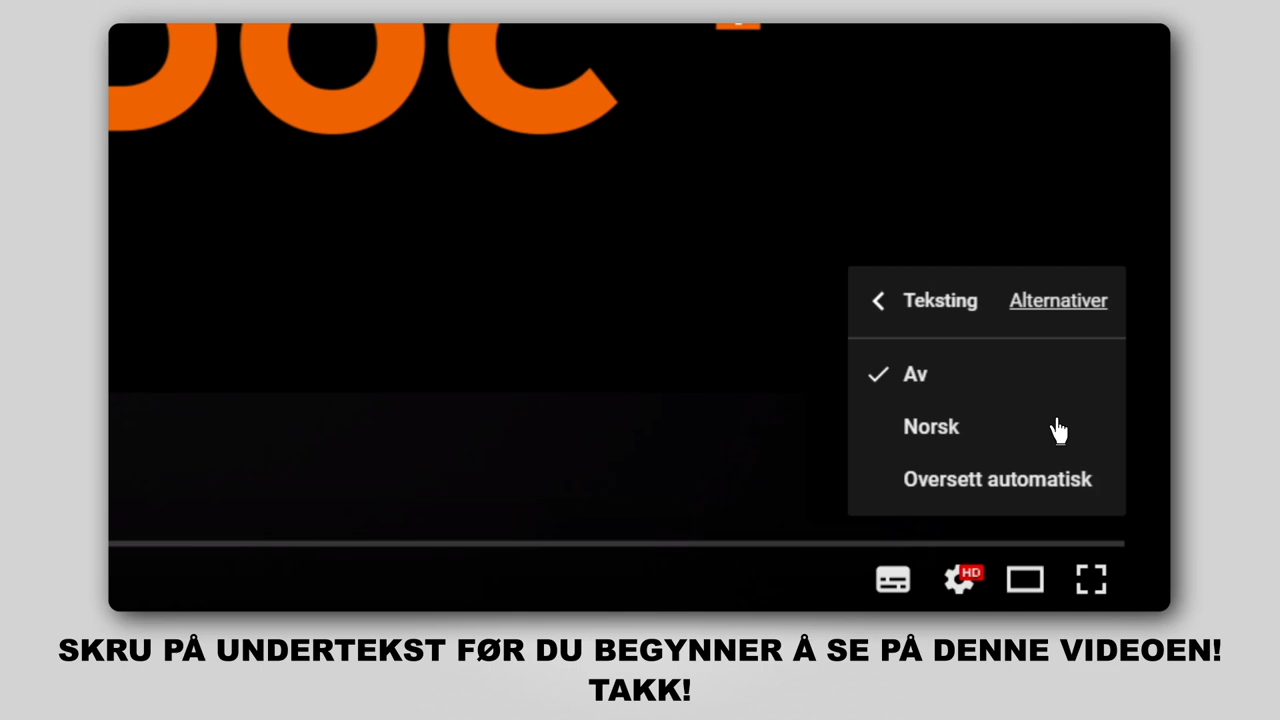 Teksting Alternativer
Av
Norsk
Oversett automatisk
HD
SKRU PÅ UNDERTEKST FØR DU BEGYNNER Å SE PÅ DENNE VIDEOEN!
TAKK!